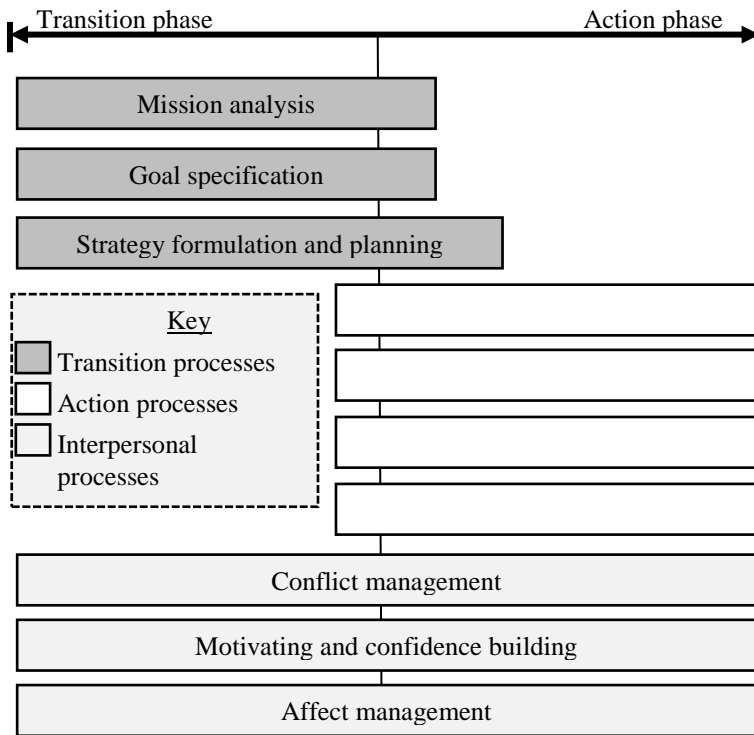 Transition phase
Action phase
Mission analysis
Goal specification
Strategy formulation and planning
Key
Transition processes
Action processes
Interpersonal
processes
Conflict management
Motivating and confidence building
Affect management